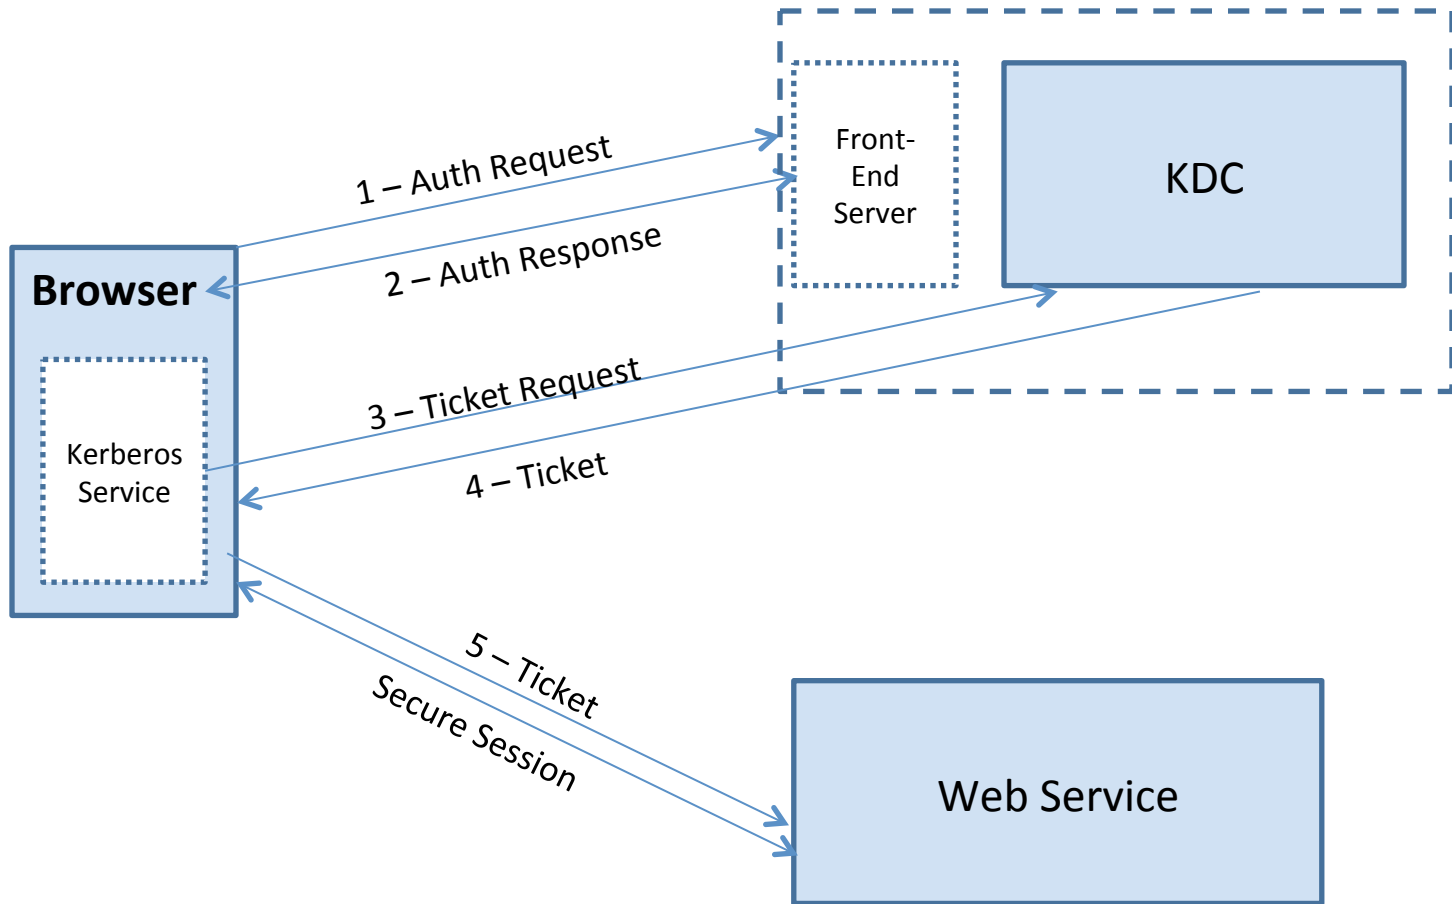 Front-
End
Server
KDC
1 – Auth Request
2 – Auth Response
Browser
3 – Ticket Request
Kerberos
Service
4 – Ticket
5 – Ticket
Secure Session
Web Service